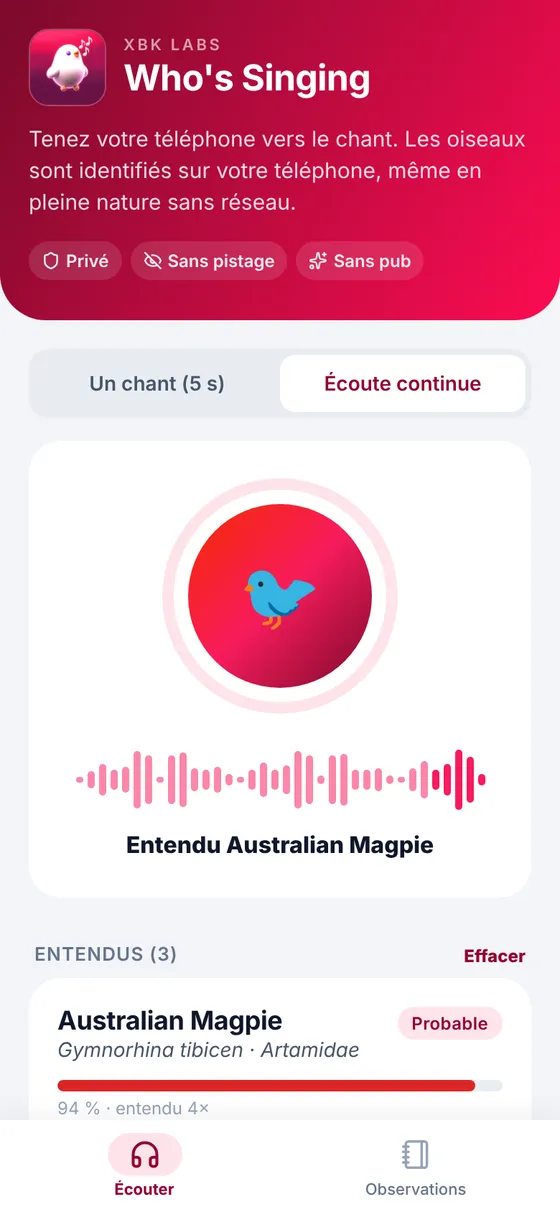 XBK LABS
Who's Singing
Tenez votre téléphone vers le chant. Les oiseaux
sont identifiés sur votre téléphone, même en
pleine nature sans réseau.
Privé
Sans pistage
Sans pub
Un chant (5 s)
Écoute continue
Entendu Australian Magpie
ENTENDUS (3)
Effacer
Australian Magpie
Probable
Gymnorhina tibicen · Artamidae
94 % · entendu 4×
Écouter
Observations